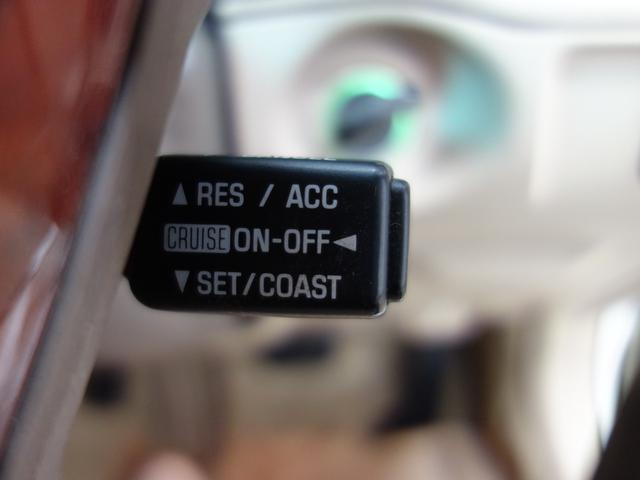 ▲ RES / ACC
CRUISE ON-OFF ◀
▼ SET/COAST